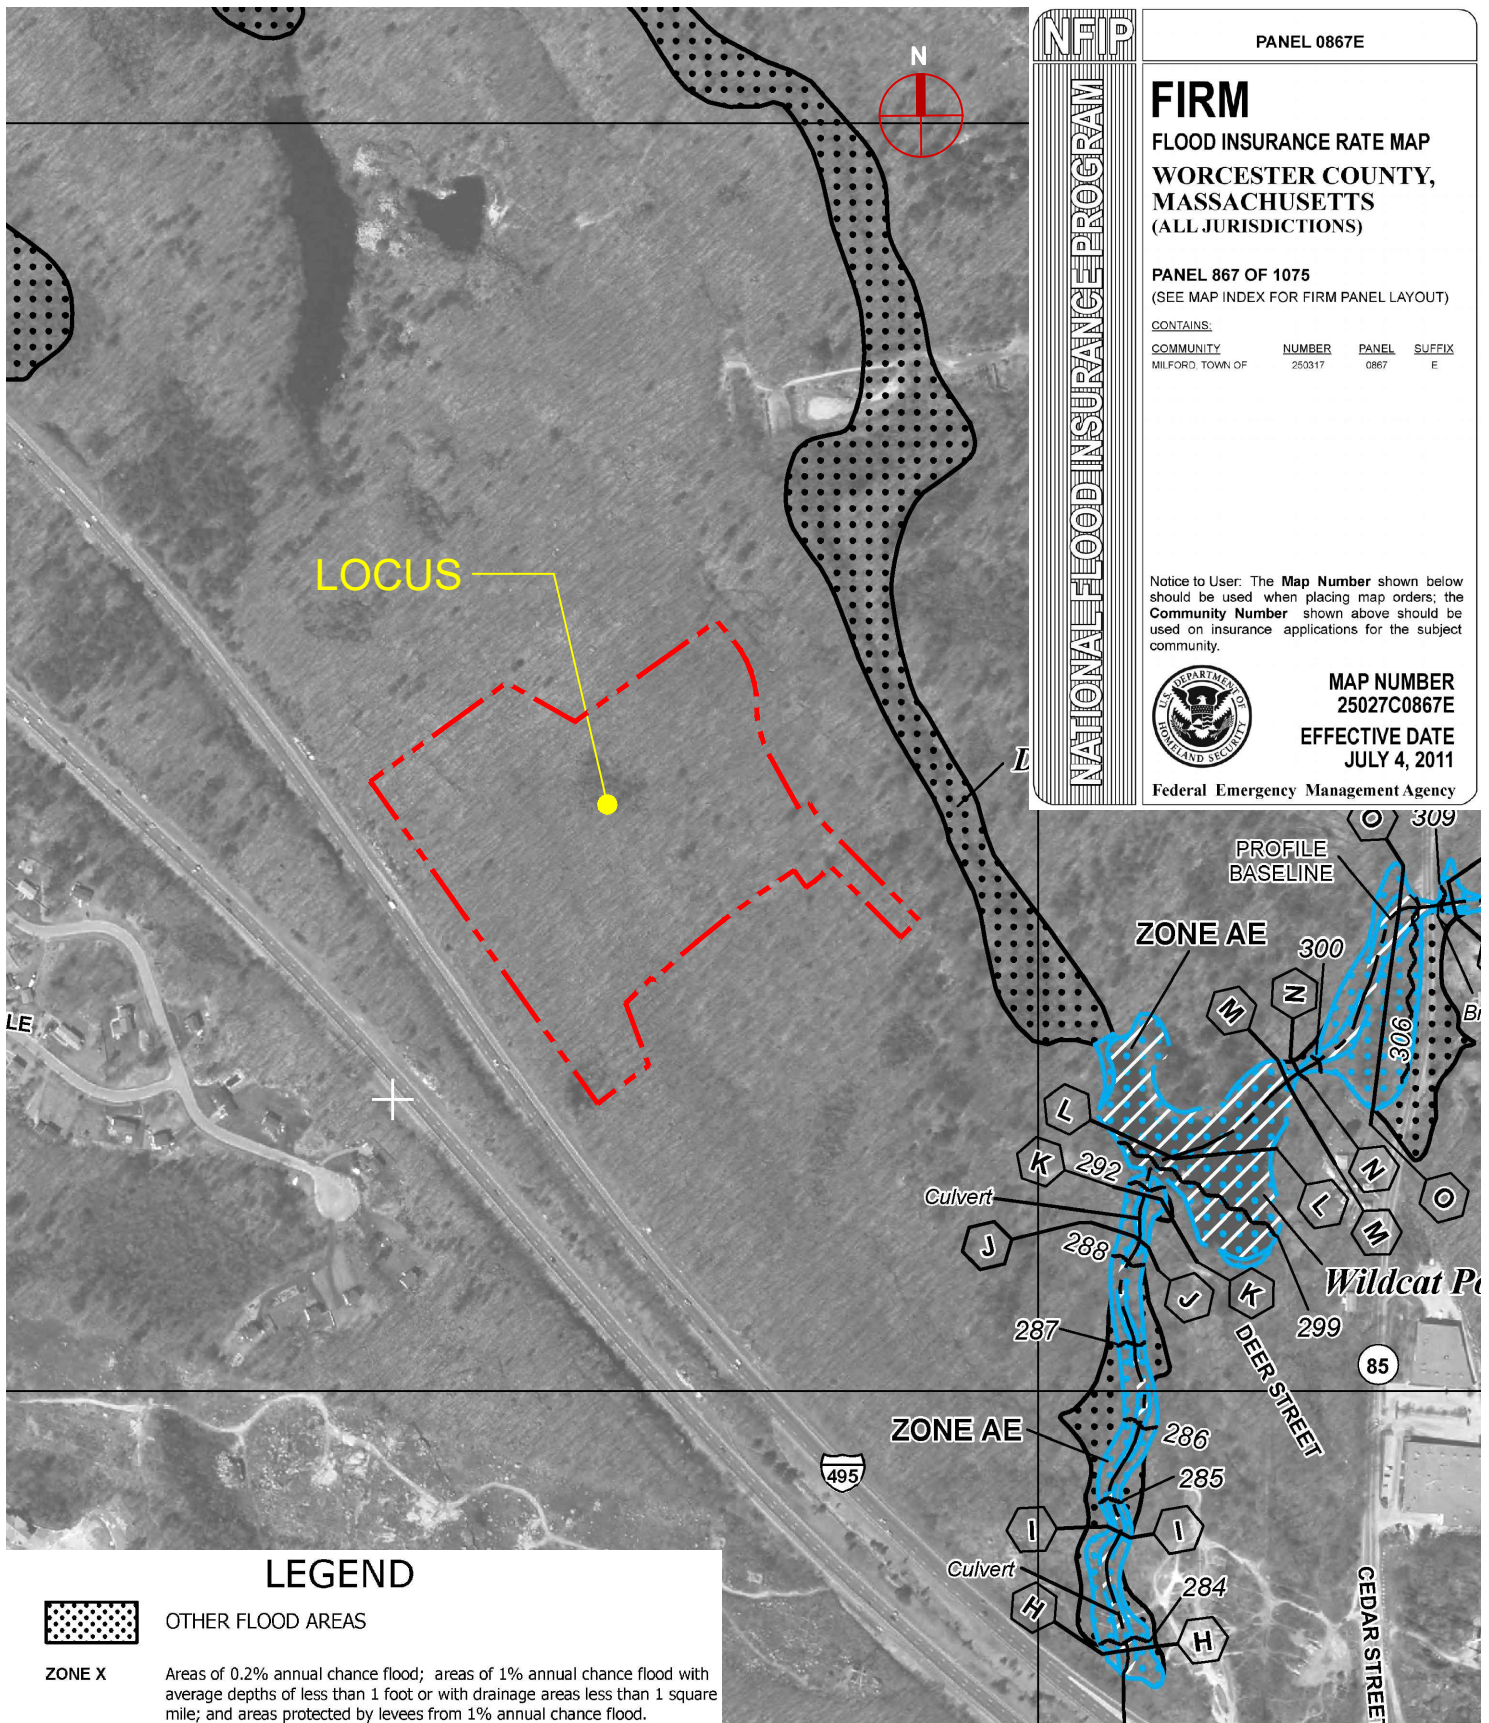 N
NFIP
PANEL 0867E
NATIONAL FLOOD INSURANCE PROGRAM
FIRM
FLOOD INSURANCE RATE MAP
WORCESTER COUNTY,
MASSACHUSETTS
(ALL JURISDICTIONS)
PANEL 867 OF 1075
(SEE MAP INDEX FOR FIRM PANEL LAYOUT)
CONTAINS:
COMMUNITY NUMBER PANEL SUFFIX
MILFORD, TOWN OF 250317 0867 E
Notice to User: The Map Number shown below
should be used when placing map orders; the
Community Number shown above should be
used on insurance applications for the subject
community.
U.S. DEPARTMENT OF HOMELAND SECURITY
MAP NUMBER
25027C0867E
EFFECTIVE DATE
JULY 4, 2011
Federal Emergency Management Agency
LOCUS
D
O
309
PROFILE
BASELINE
ZONE AE
300
N
M
306
Br
LE
L
K
292
N
O
L
M
Culvert
J
288
J
K
Wildcat Po
299
287
DEER STREET
85
ZONE AE
286
285
495
I
I
Culvert
284
H
H
CEDAR STREET
LEGEND
OTHER FLOOD AREAS
ZONE X
Areas of 0.2% annual chance flood; areas of 1% annual chance flood with
average depths of less than 1 foot or with drainage areas less than 1 square
mile; and areas protected by levees from 1% annual chance flood.